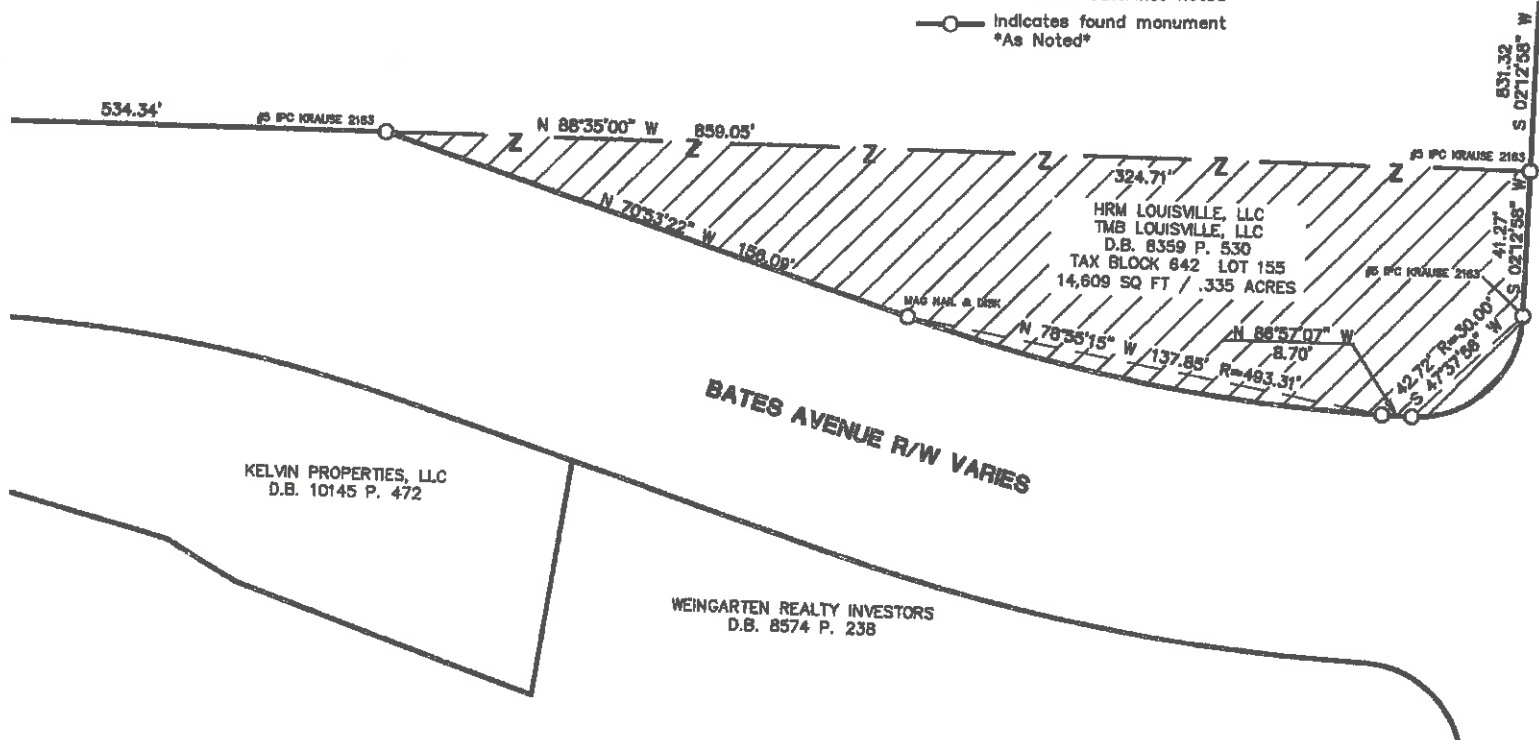 Indicates found monument
*As Noted*
831.32
S 02°12'58" W
534.34'
#5 IPC KRAUSE 2163
N 88°35'00" W
859.05'
Z Z Z Z Z Z
#5 IPC KRAUSE 2163
324.71'
HRM LOUISVILLE, LLC
TMB LOUISVILLE, LLC
D.B. 8359 P. 530
TAX BLOCK 642 LOT 155
14,609 SQ FT / .335 ACRES
41.27'
S 02°12'58" W
#5 IPC KRAUSE 2163
N 70°53'22" W 156.09'
MAG NAIL & DISK
N 78°55'15" W 137.85' R=493.31'
N 86°57'07" W
8.70'
42.72' R=30.00'
S 47°37'58" W
BATES AVENUE R/W VARIES
KELVIN PROPERTIES, LLC
D.B. 10145 P. 472
WEINGARTEN REALTY INVESTORS
D.B. 8574 P. 238